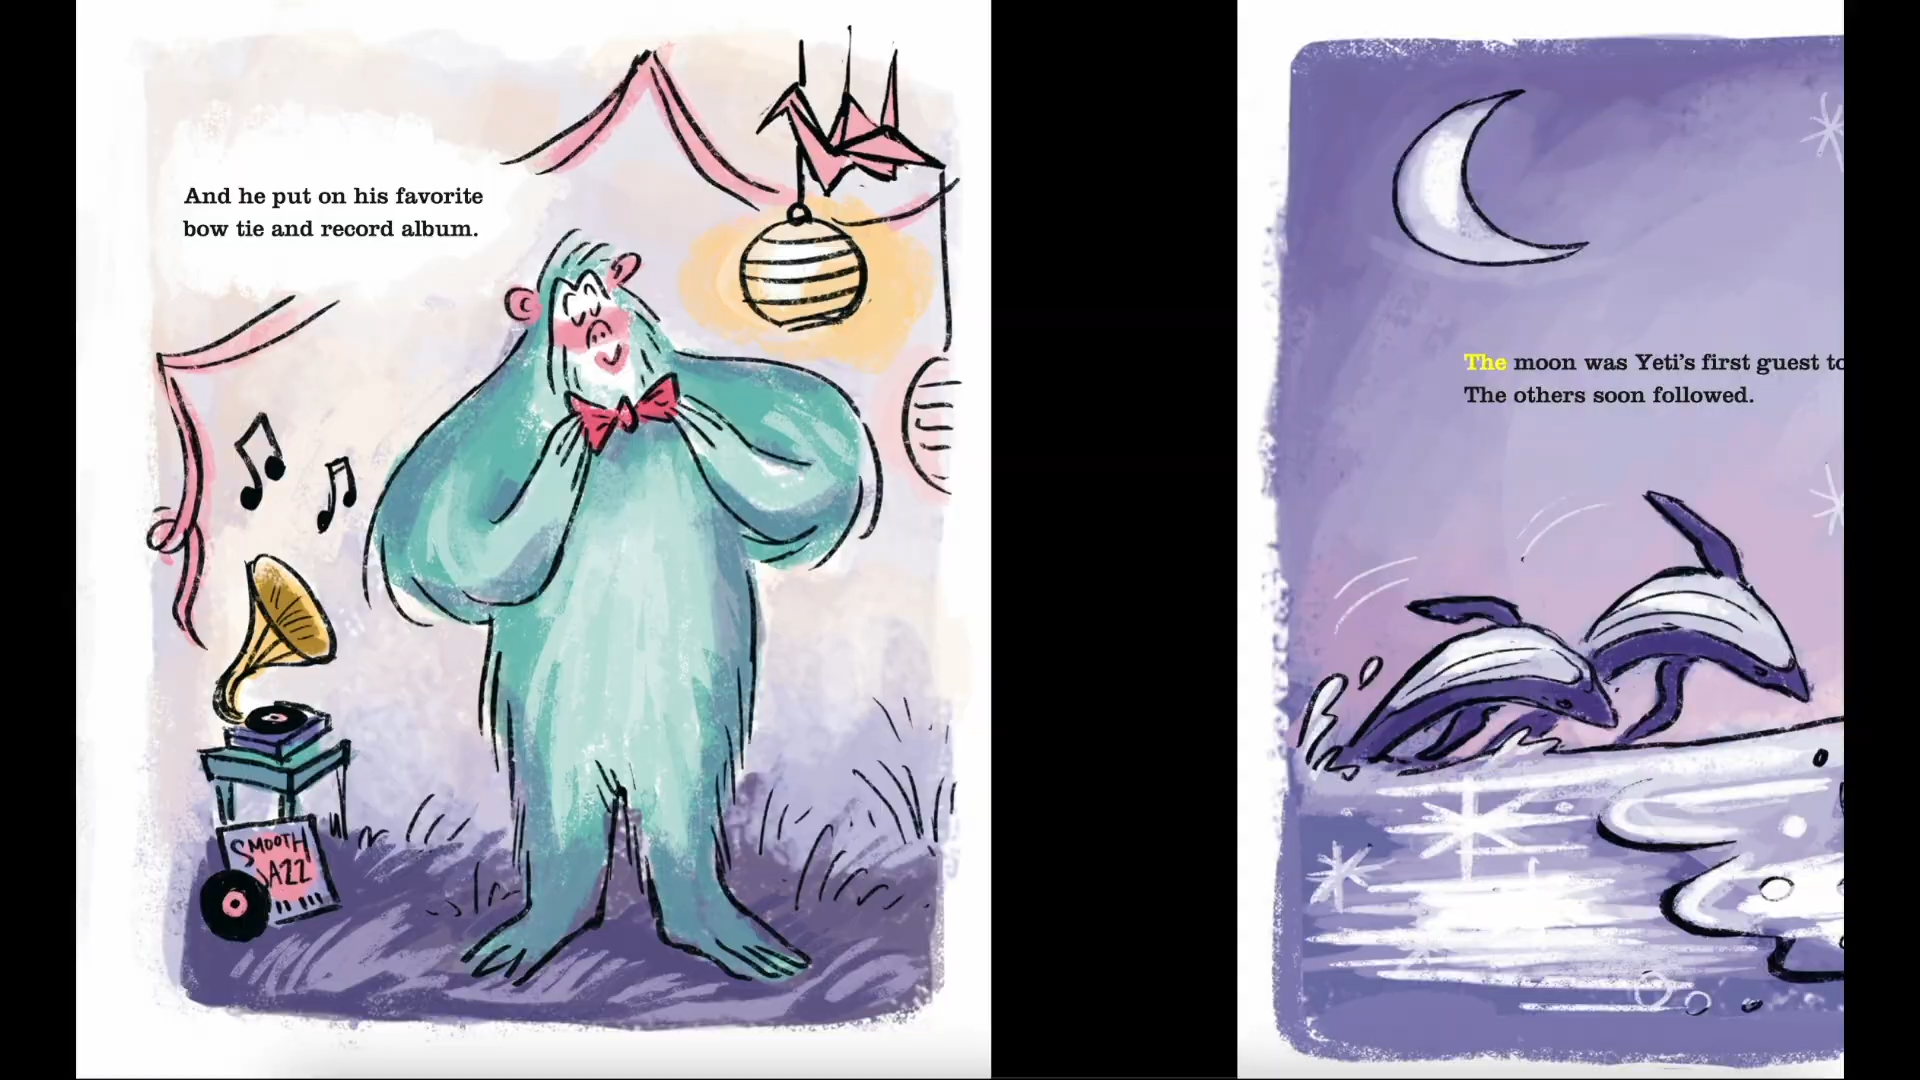 And he put on his favorite
bow tie and record album.
SMOOTH
JAZZ
The moon was Yeti's first guest to
The others soon followed.